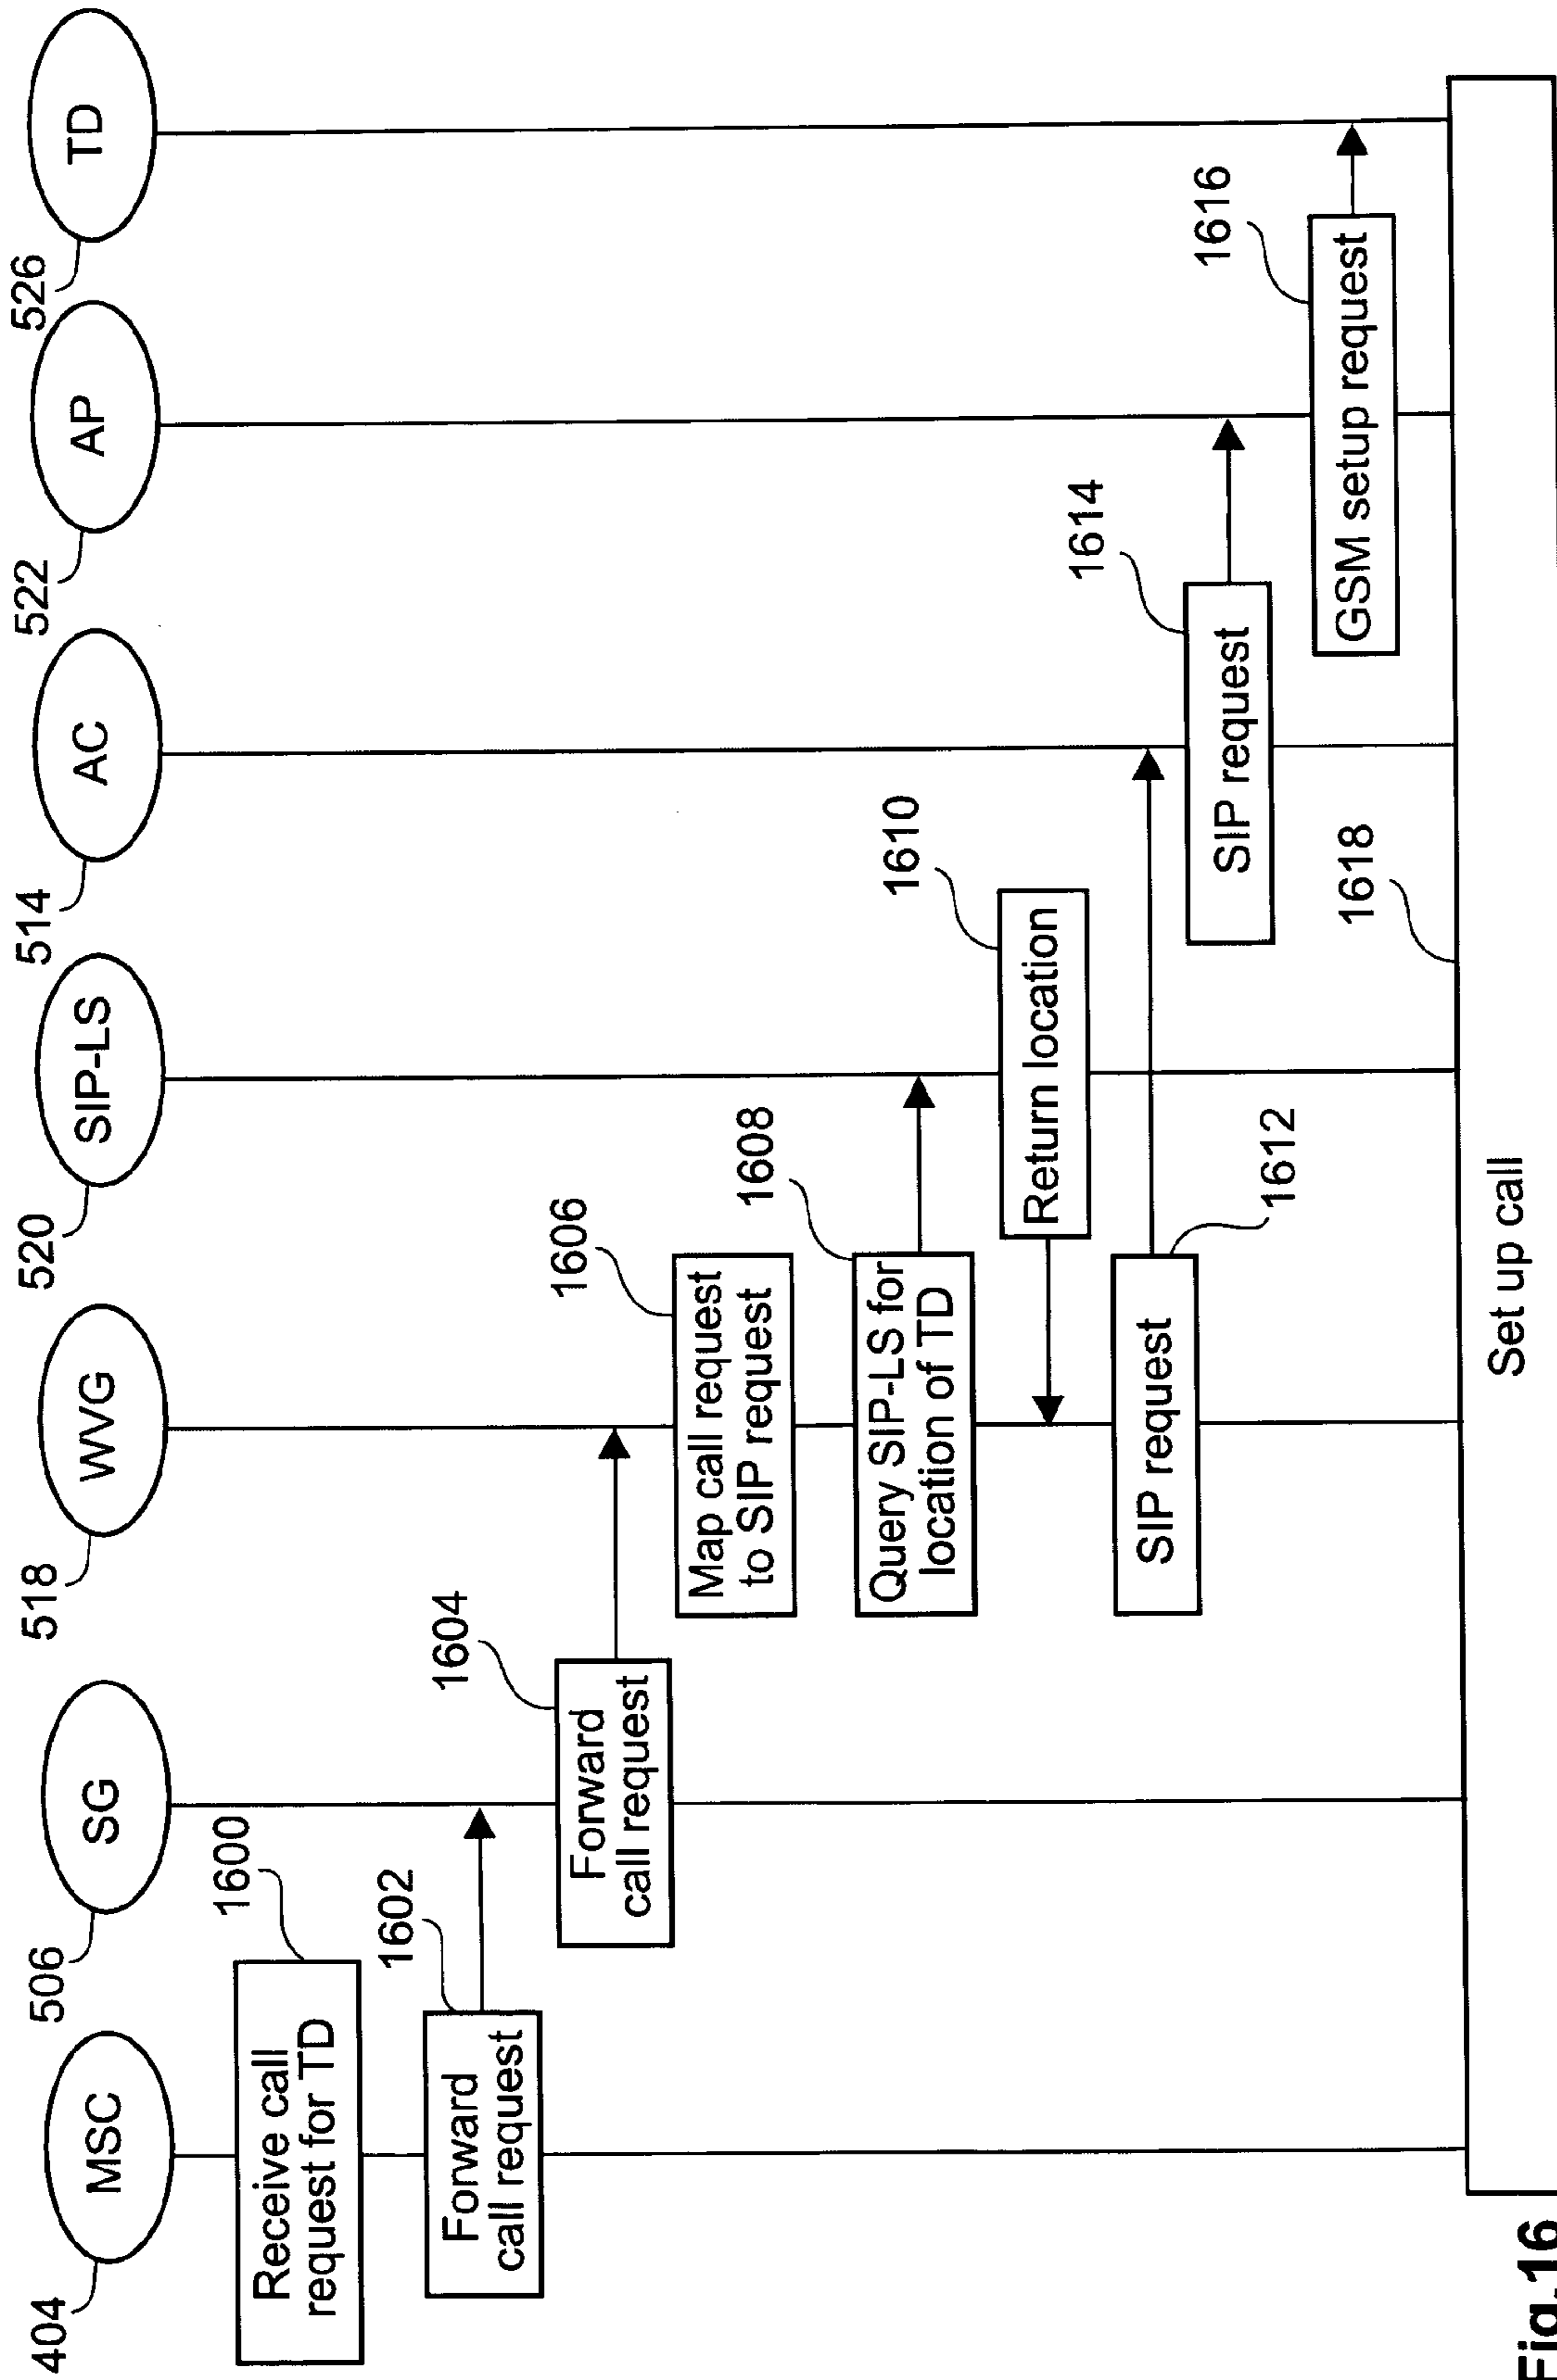 404
MSC
506
SG
518
WVG
520
SIP-LS
514
AC
522
AP
526
TD
1600
Receive call
request for TD
1602
Forward
call request
1604
Forward
call request
1606
Map call request
to SIP request
1608
Query SIP-LS for
location of TD
1610
Return location
1612
SIP request
1614
SIP request
1616
GSM setup request
1618
Set up call
Fig.16